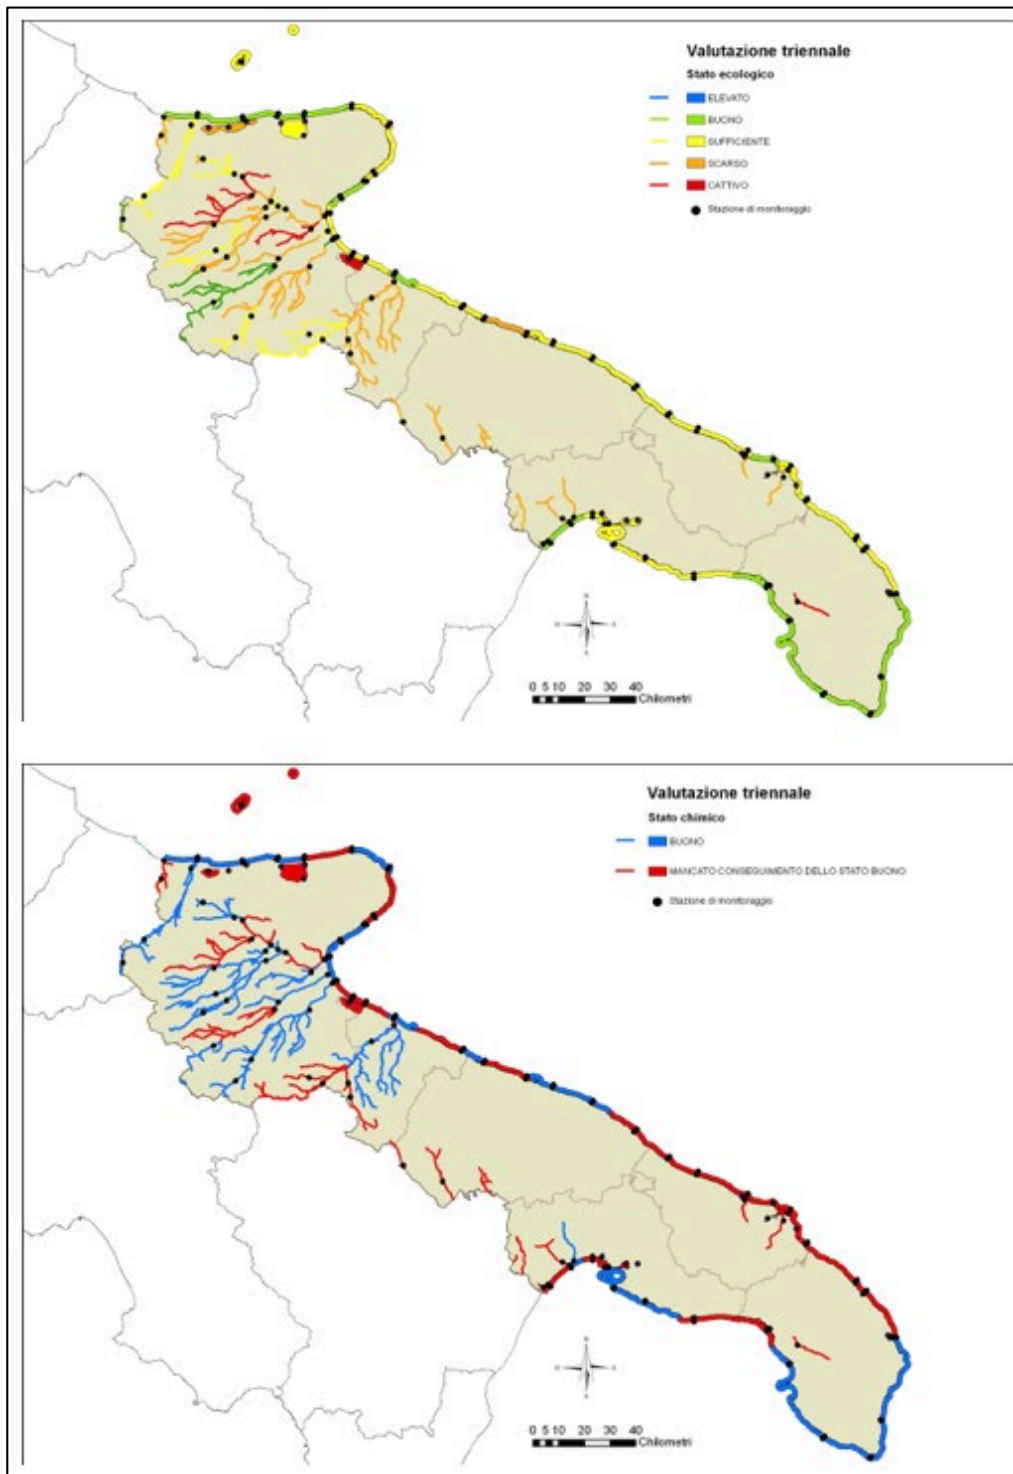 Valutazione triennale
Stato ecologico
ELEVATO
BUONO
SUFFICIENTE
SCARSO
CATTIVO
Stazione di monitoraggio
0 5 10 20 30 40
Chilometri
Valutazione triennale
Stato chimico
BUONO
MANCATO CONSEGUIMENTO DELLO STATO BUONO
Stazione di monitoraggio
0 5 10 20 30 40
Chilometri